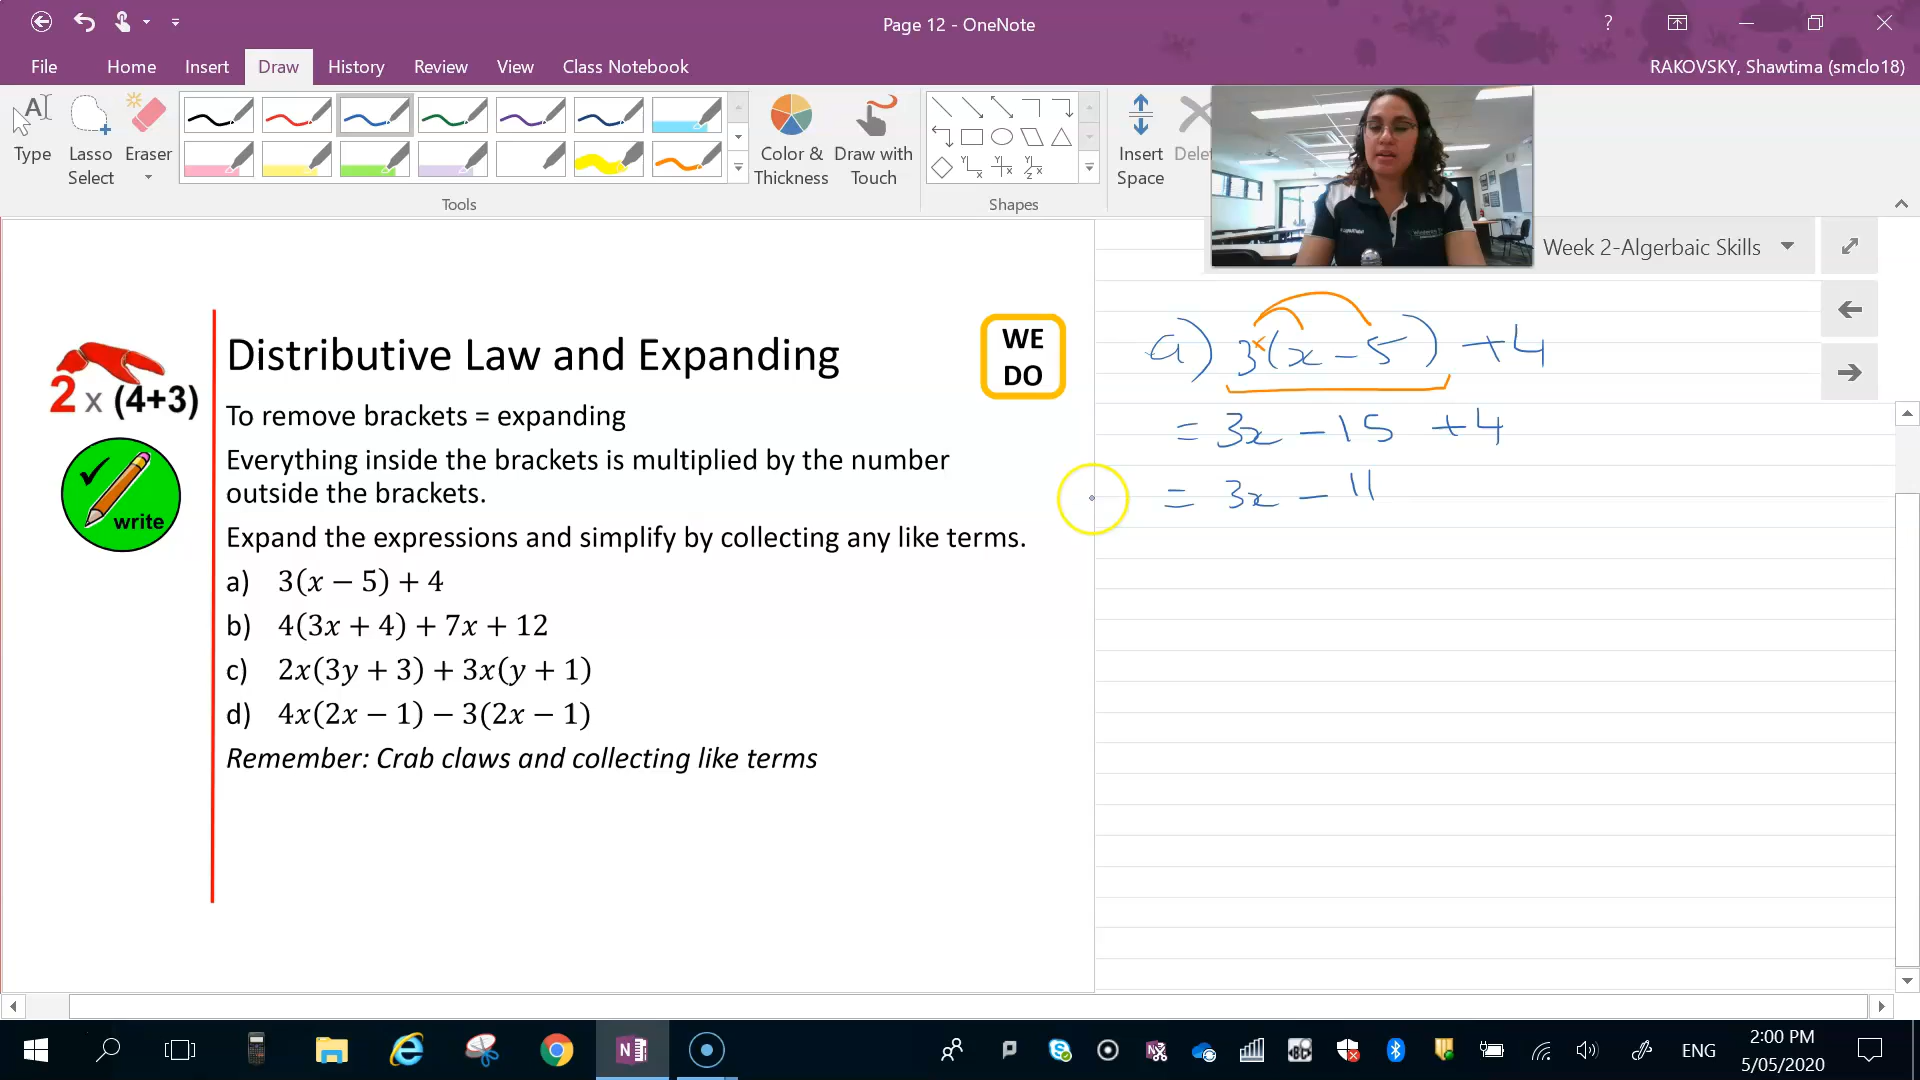 Page 12 - OneNote
?
File Home Insert Draw History Review View Class Notebook
RAKOVSKY, Shawtima (smclo18)
Type
Lasso Select
Eraser
Color & Thickness
Draw with Touch
Insert Space
Dele
Tools
Shapes
Week 2-Algerbaic Skills
2 x (4+3)
write
Distributive Law and Expanding
WE DO
To remove brackets = expanding
Everything inside the brackets is multiplied by the number
outside the brackets.
Expand the expressions and simplify by collecting any like terms.
a) 3(x − 5) + 4
b) 4(3x + 4) + 7x + 12
c) 2x(3y + 3) + 3x(y + 1)
d) 4x(2x − 1) − 3(2x − 1)
Remember: Crab claws and collecting like terms
a) 3×(x − 5) + 4
= 3x − 15 + 4
= 3x − 11
ENG
2:00 PM
5/05/2020